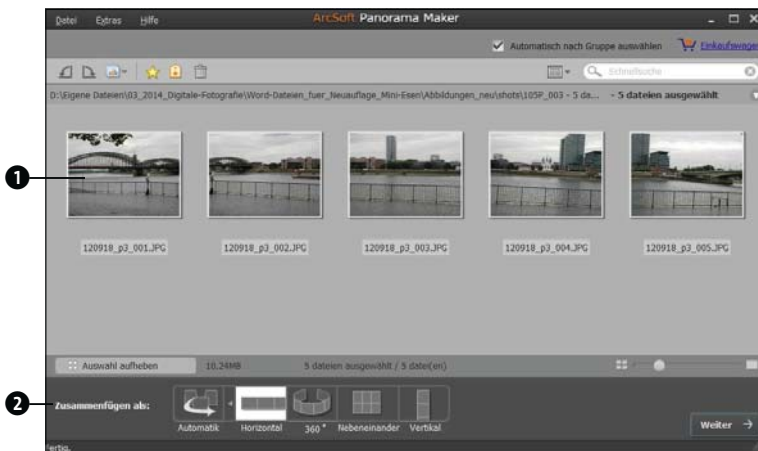 Datei Extras Hilfe ArcSoft Panorama Maker
Automatisch nach Gruppe auswählen Einkaufswagen
Schnellsuche
D:\Eigene Dateien\03_2014_Digitale-Fotografie\Word-Dateien_fuer_Neuauflage_Mini-Esen\Abbildungen_neu\shots\105P_003 - 5 da... - 5 dateien ausgewählt
1
120918_p3_001.JPG 120918_p3_002.JPG 120918_p3_003.JPG 120918_p3_004.JPG 120918_p3_005.JPG
Auswahl aufheben 10.24MB 5 dateien ausgewählt / 5 datei(en)
2 Zusammenfügen als:
Automatik Horizontal 360° Nebeneinander Vertikal
Weiter
Fertig.